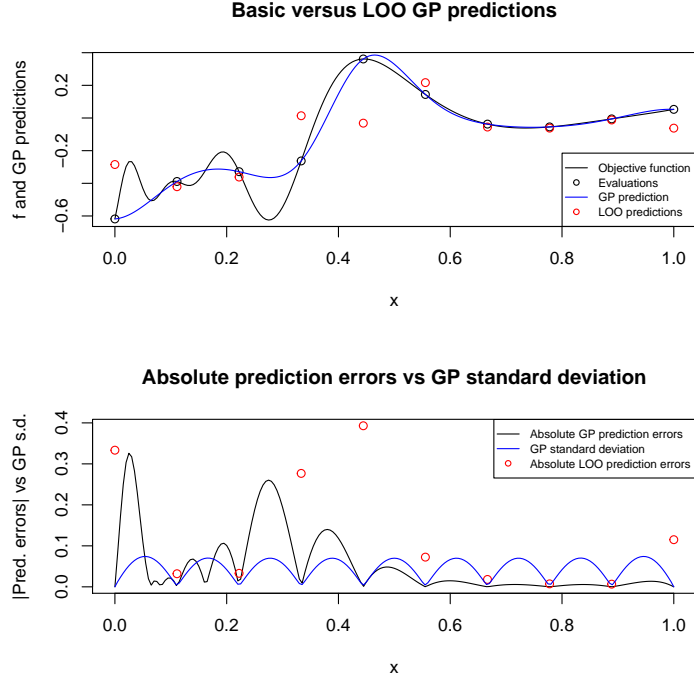 Basic versus LOO GP predictions
f and GP predictions
0.2
−0.2
−0.6
Objective function
Evaluations
GP prediction
LOO predictions
0.0 0.2 0.4 0.6 0.8 1.0
x
Absolute prediction errors vs GP standard deviation
|Pred. errors| vs GP s.d.
0.4
0.3
0.2
0.1
0.0
Absolute GP prediction errors
GP standard deviation
Absolute LOO prediction errors
0.0 0.2 0.4 0.6 0.8 1.0
x